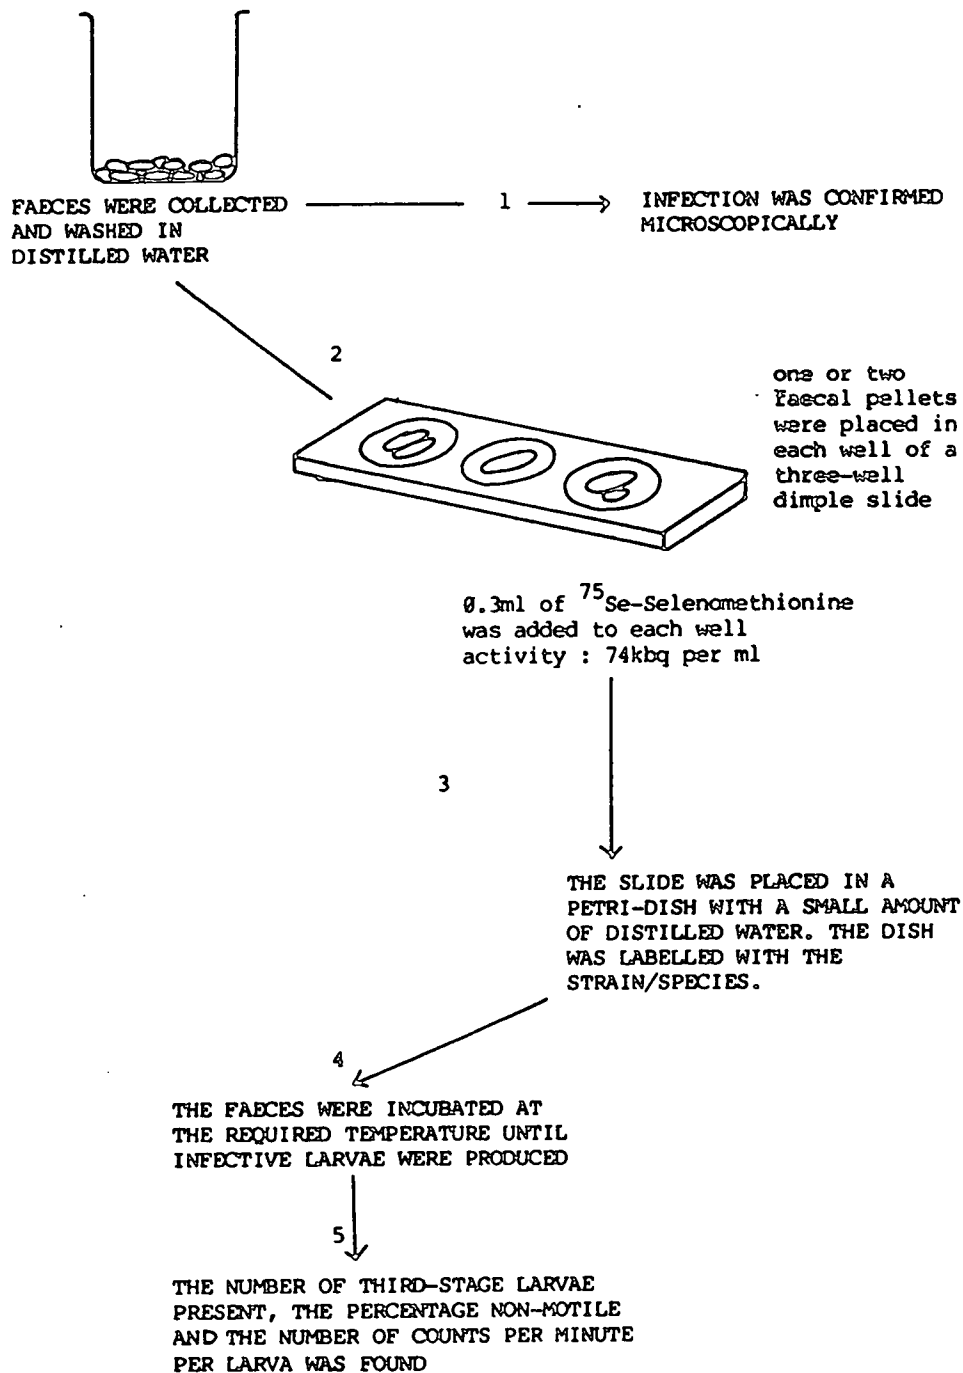 FAECES WERE COLLECTED
AND WASHED IN
DISTILLED WATER
1
INFECTION WAS CONFIRMED
MICROSCOPICALLY
2
one or two
faecal pellets
were placed in
each well of a
three-well
dimple slide
0.3ml of 75Se-Selenomethionine
was added to each well
activity : 74kbq per ml
3
THE SLIDE WAS PLACED IN A
PETRI-DISH WITH A SMALL AMOUNT
OF DISTILLED WATER. THE DISH
WAS LABELLED WITH THE
STRAIN/SPECIES.
4
THE FAECES WERE INCUBATED AT
THE REQUIRED TEMPERATURE UNTIL
INFECTIVE LARVAE WERE PRODUCED
5
THE NUMBER OF THIRD-STAGE LARVAE
PRESENT, THE PERCENTAGE NON-MOTILE
AND THE NUMBER OF COUNTS PER MINUTE
PER LARVA WAS FOUND